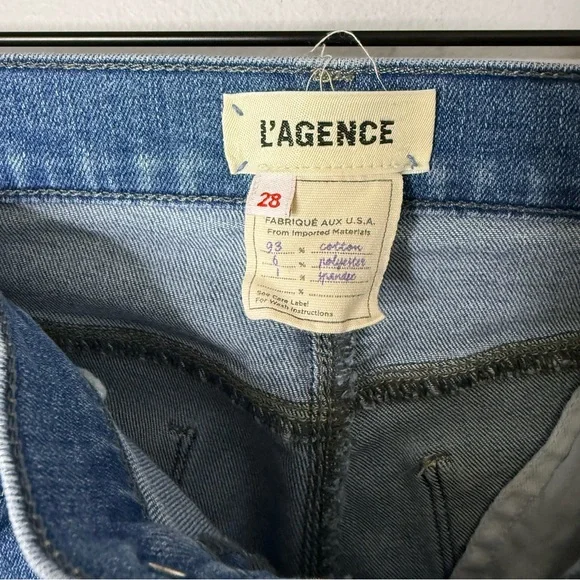 L'AGENCE
28
FABRIQUÉ AUX U.S.A.
From Imported Materials
93 % cotton
6 % polyester
1 % spandex
%
See Care Label
For Wash Instructions